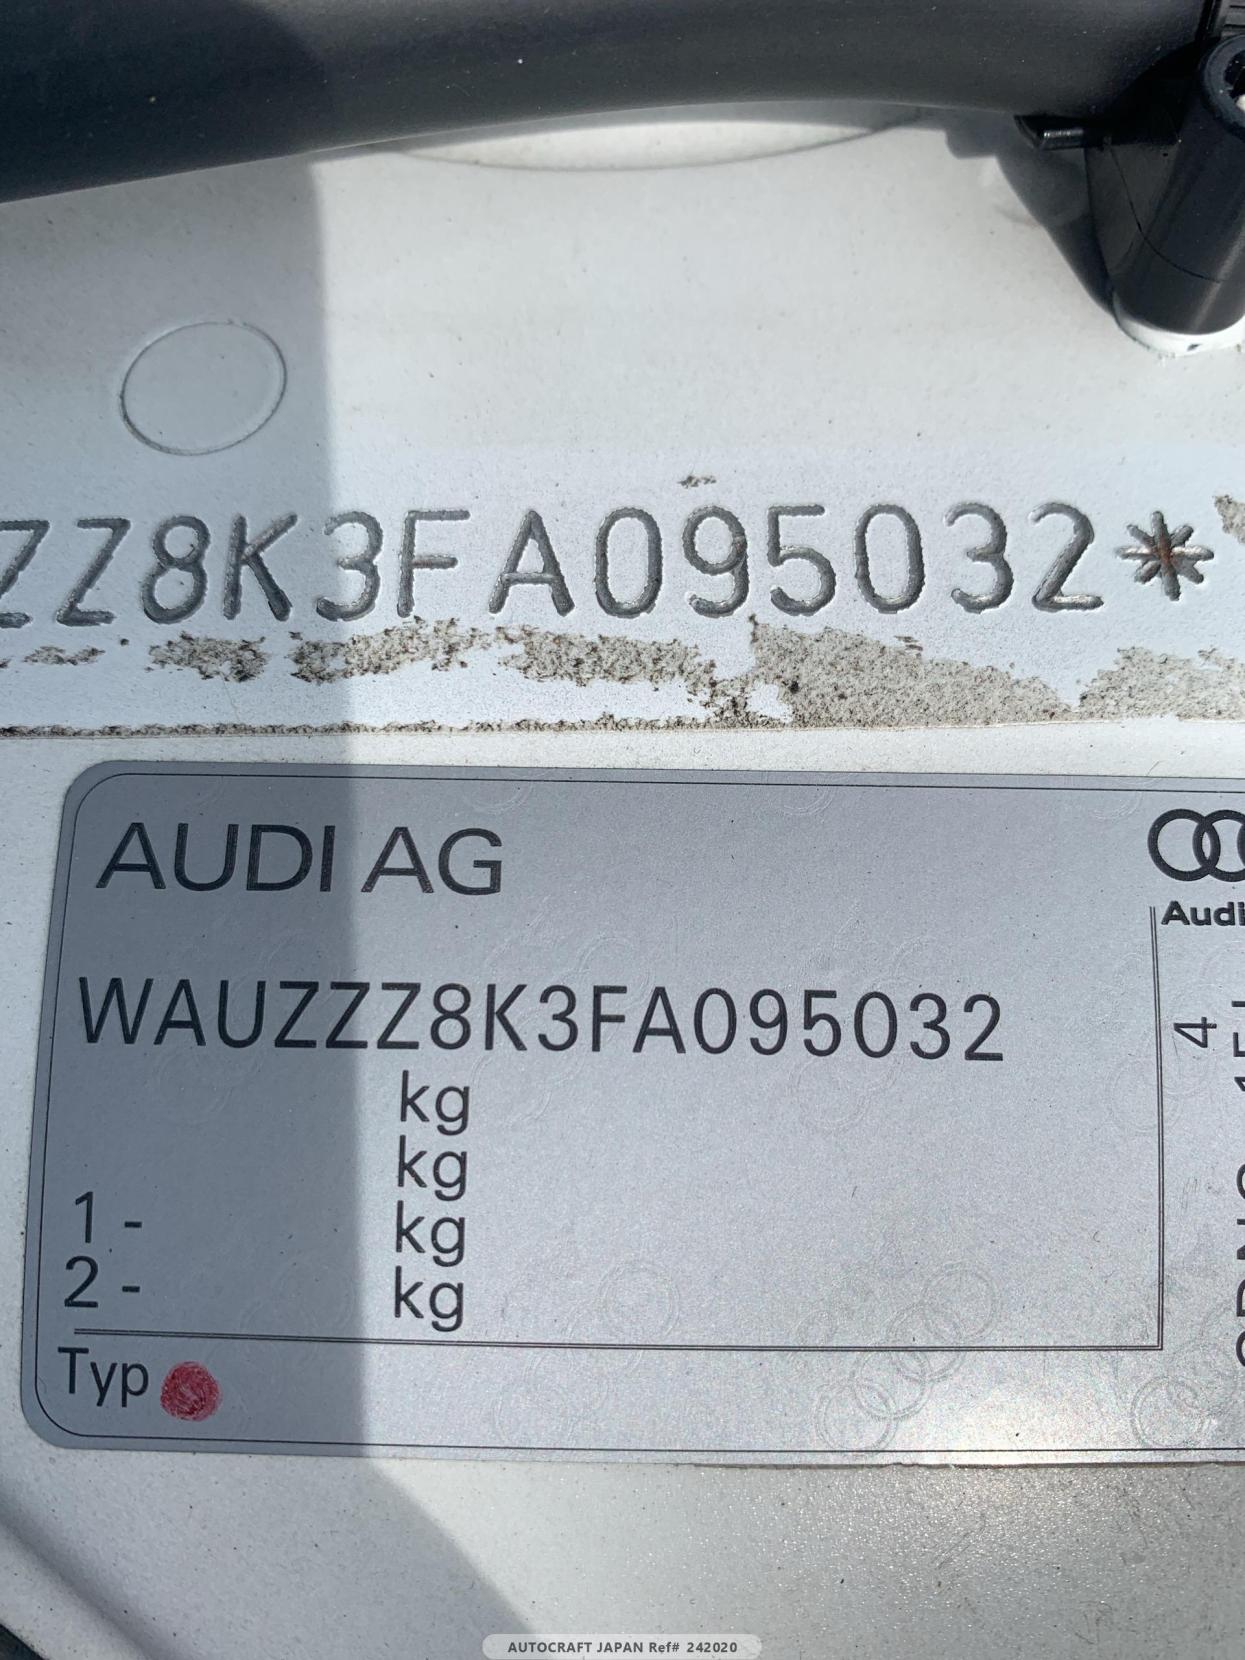 ZZ8K3FA095032*
AUDI AG
Audi
WAUZZZ8K3FA095032
4
kg
kg
1 - kg
2 - kg
Typ
AUTOCRAFT JAPAN Ref# 242020